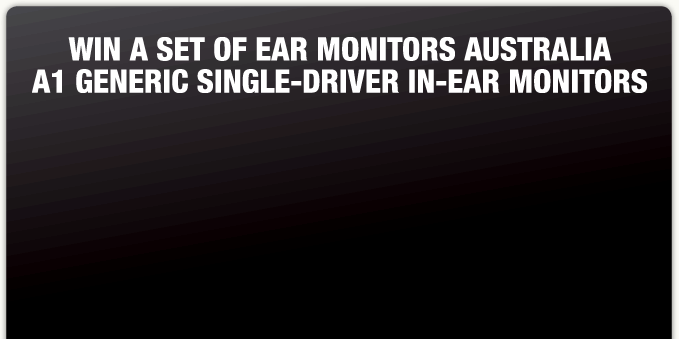 WIN A SET OF EAR MONITORS AUSTRALIA
A1 GENERIC SINGLE-DRIVER IN-EAR MONITORS